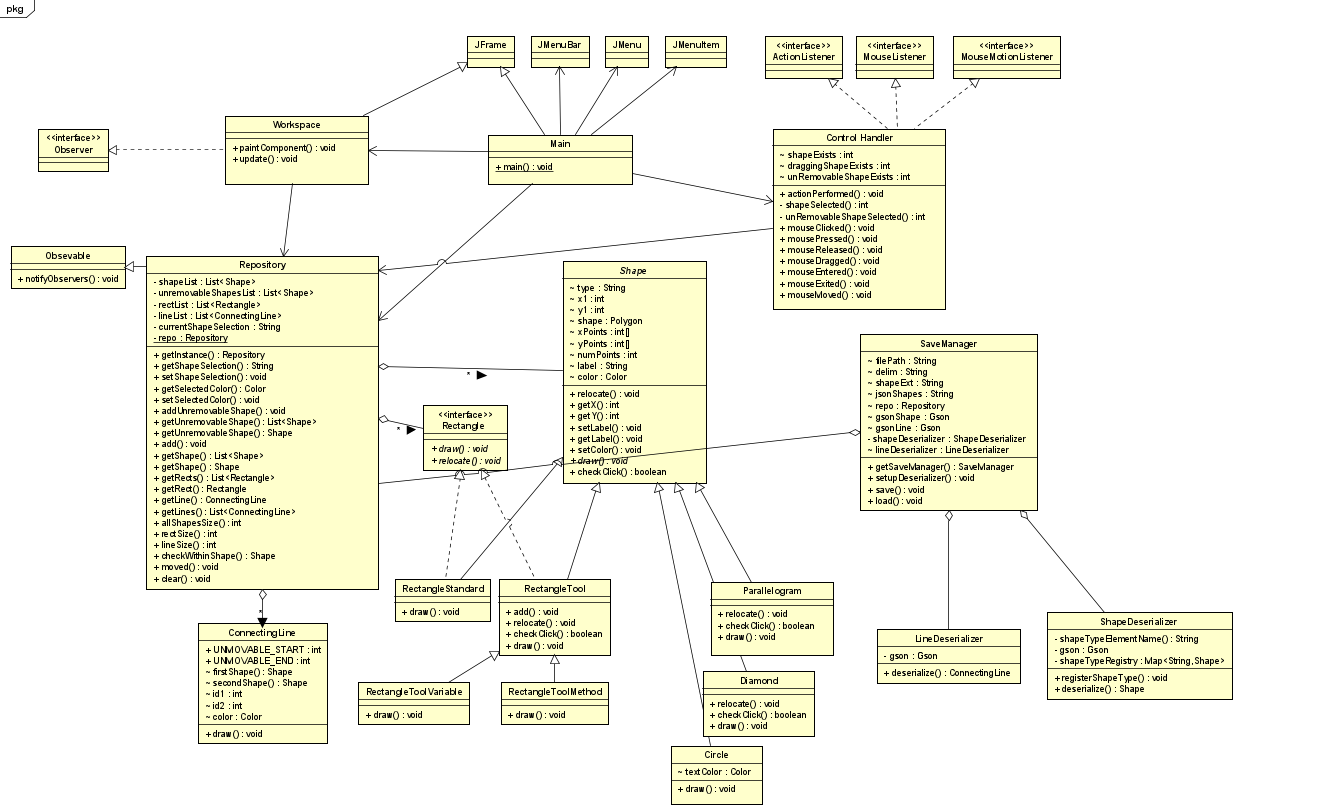 pkg
JFrame
JMenuBar
JMenu
JMenuItem
<<interface>>
ActionListener
<<interface>>
MouseListener
<<interface>>
MouseMotionListener
<<interface>>
Observer
Workspace
+ paintComponent() : void
+ update() : void
Main
+ main() : void
Control Handler
~ shapeExists : int
~ draggingShapeExists : int
~ unRemovableShapeExists : int
+ actionPerformed() : void
- shapeSelected() : int
- unRemovableShapeSelected() : int
+ mouseClicked() : void
+ mousePressed() : void
+ mouseReleased() : void
+ mouseDragged() : void
+ mouseEntered() : void
+ mouseExited() : void
+ mouseMoved() : void
Obsevable
+ notifyObservers() : void
Repository
- shapeList : List<Shape>
- unremovableShapesList : List<Shape>
- rectList : List<Rectangle>
- lineList : List<ConnectingLine>
- currentShapeSelection : String
- repo : Repository
+ getInstance() : Repository
+ getShapeSelection() : String
+ setShapeSelection() : void
+ getSelectedColor() : Color
+ setSelectedColor() : void
+ addUnremovableShape() : void
+ getUnremovableShape() : List<Shape>
+ getUnremovableShape() : Shape
+ add() : void
+ getShape() : List<Shape>
+ getShape() : Shape
+ getRects() : List<Rectangle>
+ getRect() : Rectangle
+ getLine() : ConnectingLine
+ getLines() : List<ConnectingLine>
+ allShapesSize() : int
+ rectSize() : int
+ lineSize() : int
+ checkWithinShape() : Shape
+ moved() : void
+ clear() : void
Shape
~ type : String
~ x1 : int
~ y1 : int
~ shape : Polygon
~ xPoints : int[]
~ yPoints : int[]
~ numPoints : int
~ label : String
~ color : Color
+ relocate() : void
+ getX() : int
+ getY() : int
+ setLabel() : void
+ getLabel() : void
+ setColor() : void
+ draw() : void
+ checkClick() : boolean
*
*
<<interface>>
Rectangle
+ draw() : void
+ relocate() : void
SaveManager
~ filePath : String
~ delim : String
~ shapeExt : String
~ jsonShapes : String
~ repo : Repository
~ gsonShape : Gson
~ gsonLine : Gson
- shapeDeserializer : ShapeDeserializer
~ lineDeserializer : LineDeserializer
+ getSaveManager() : SaveManager
+ setupDeserializer() : void
+ save() : void
+ load() : void
*
ConnectingLine
+ UNMOVABLE_START : int
+ UNMOVABLE_END : int
~ firstShape() : Shape
~ secondShape() : Shape
~ id1 : int
~ id2 : int
~ color : Color
+ draw() : void
RectangleStandard
+ draw() : void
RectangleTool
+ add() : void
+ relocate() : void
+ checkClick() : boolean
+ draw() : void
RectangleToolVariable
+ draw() : void
RectangleToolMethod
+ draw() : void
Parallelogram
+ relocate() : void
+ checkClick() : boolean
+ draw() : void
Diamond
+ relocate() : void
+ checkClick() : boolean
+ draw() : void
Circle
~ textColor : Color
+ draw() : void
LineDeserializer
- gson : Gson
+ deserialize() : ConnectingLine
ShapeDeserializer
- shapeTypeElementName() : String
- gson : Gson
- shapeTypeRegistry : Map<String,Shape>
+ registerShapeType() : void
+ deserialize() : Shape